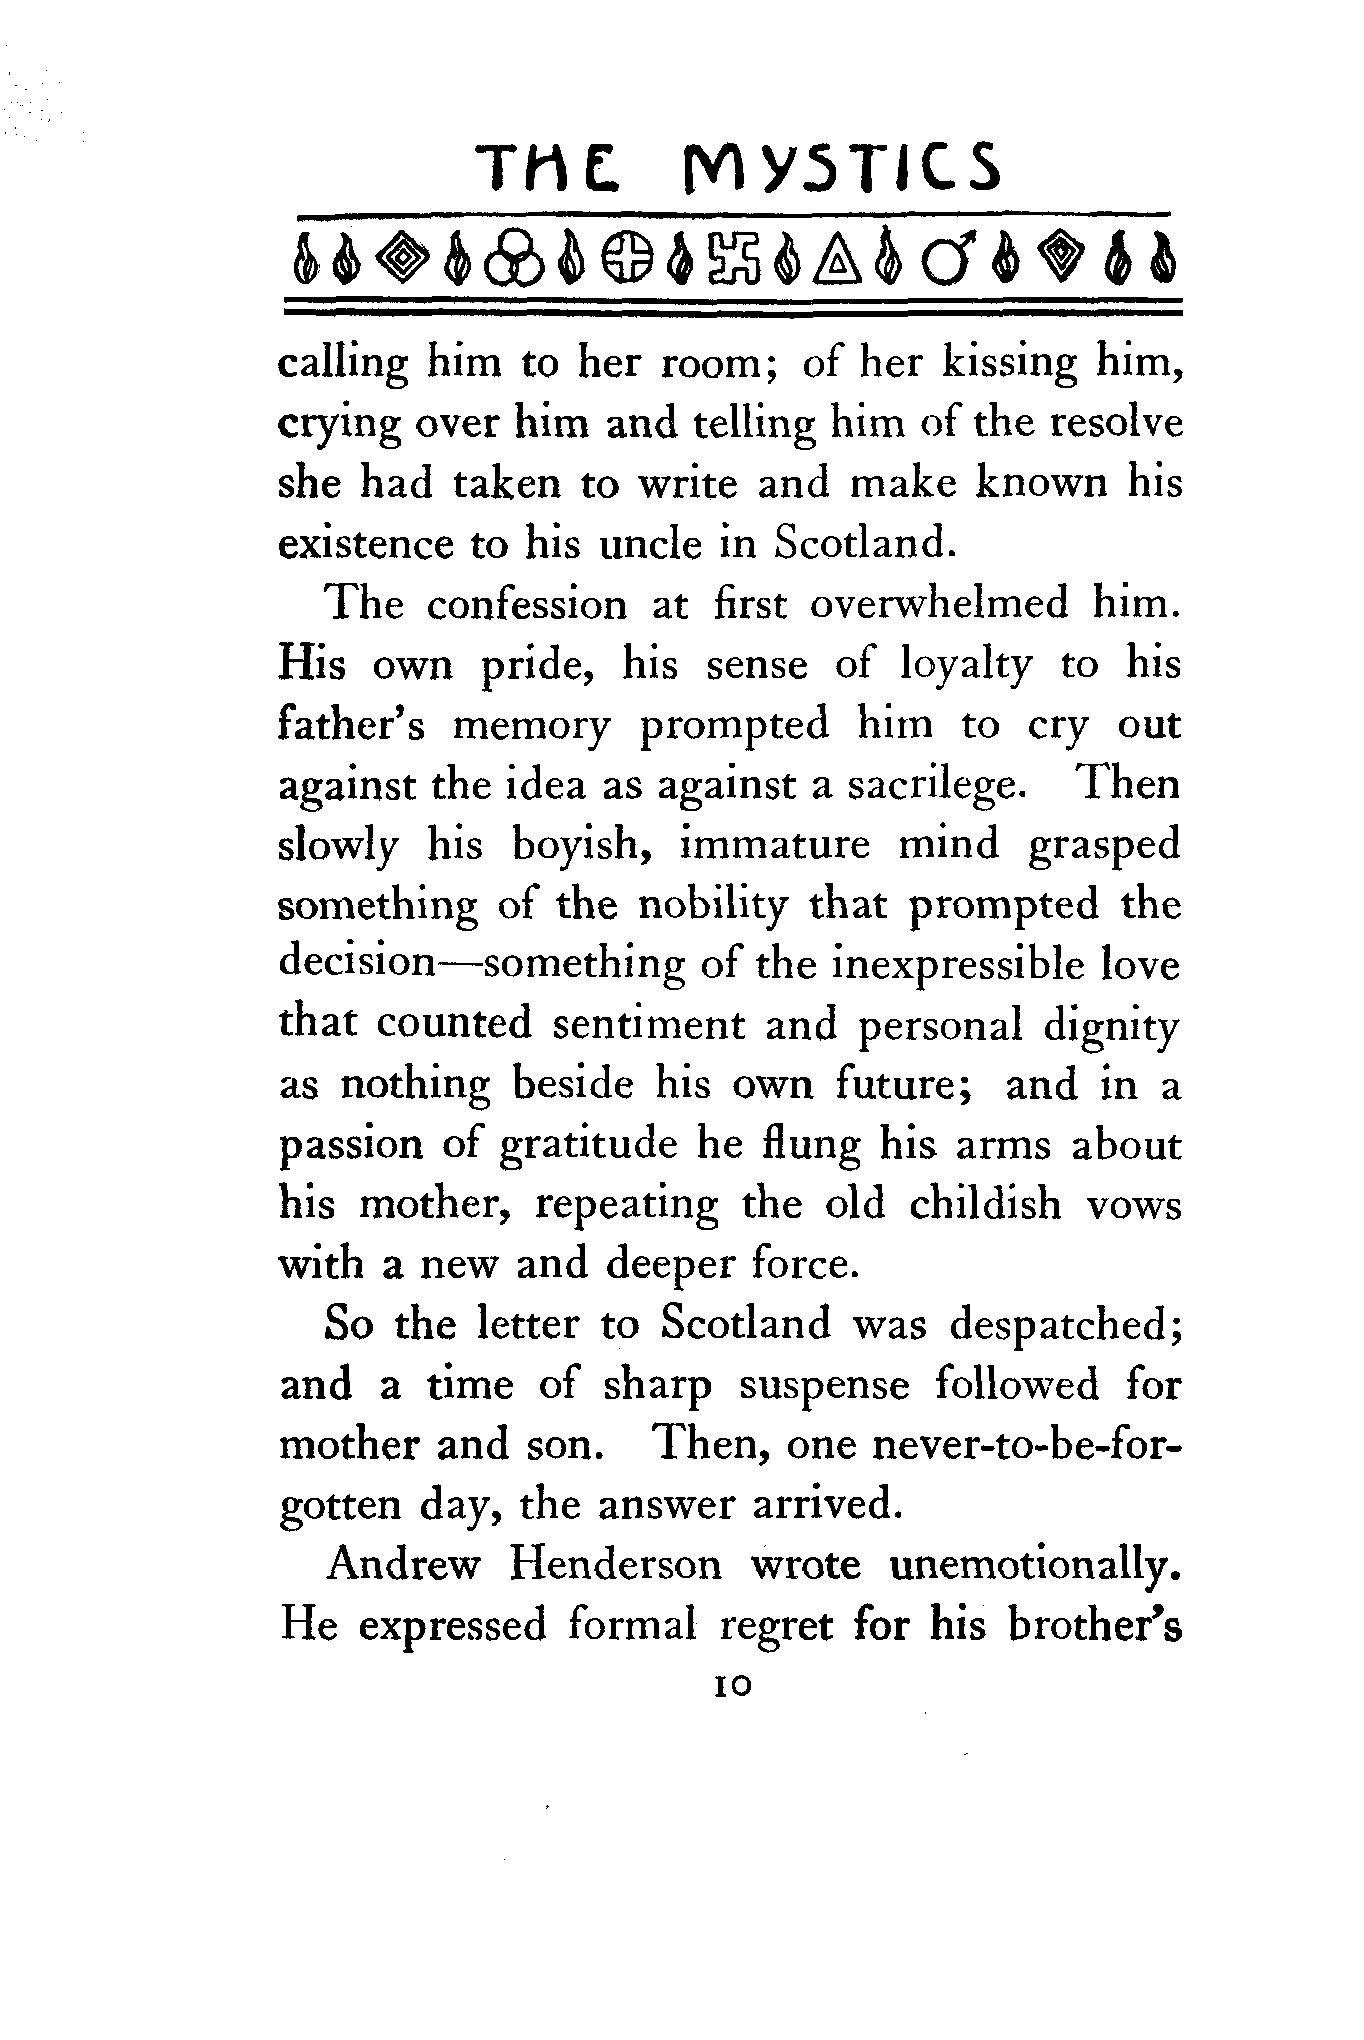 THE MYSTICS
calling him to her room; of her kissing him,
crying over him and telling him of the resolve
she had taken to write and make known his
existence to his uncle in Scotland.
The confession at first overwhelmed him.
His own pride, his sense of loyalty to his
father's memory prompted him to cry out
against the idea as against a sacrilege. Then
slowly his boyish, immature mind grasped
something of the nobility that prompted the
decision—something of the inexpressible love
that counted sentiment and personal dignity
as nothing beside his own future; and in a
passion of gratitude he flung his arms about
his mother, repeating the old childish vows
with a new and deeper force.
So the letter to Scotland was despatched;
and a time of sharp suspense followed for
mother and son. Then, one never-to-be-for-
gotten day, the answer arrived.
Andrew Henderson wrote unemotionally.
He expressed formal regret for his brother's
10